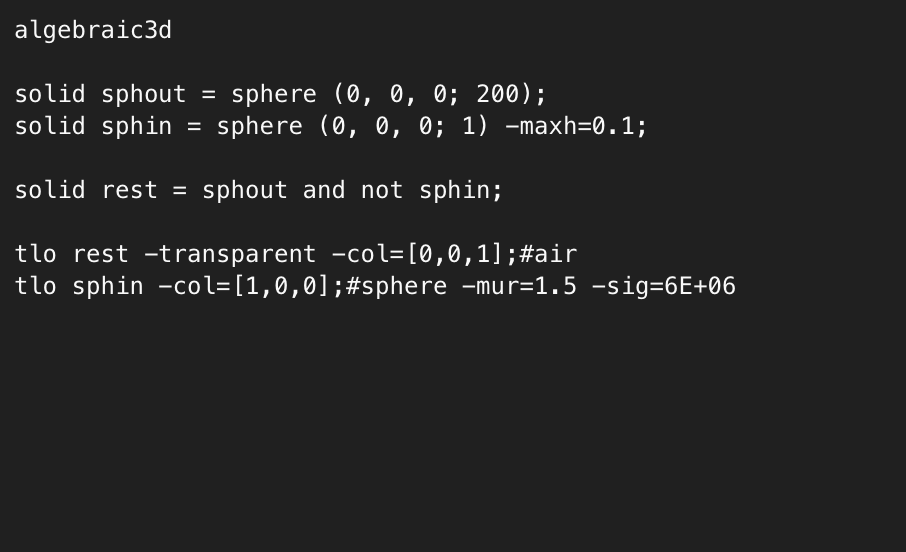 algebraic3d
solid sphout = sphere (0, 0, 0; 200);
solid sphin = sphere (0, 0, 0; 1) -maxh=0.1;
solid rest = sphout and not sphin;
tlo rest -transparent -col=[0,0,1];#air
tlo sphin -col=[1,0,0];#sphere -mur=1.5 -sig=6E+06